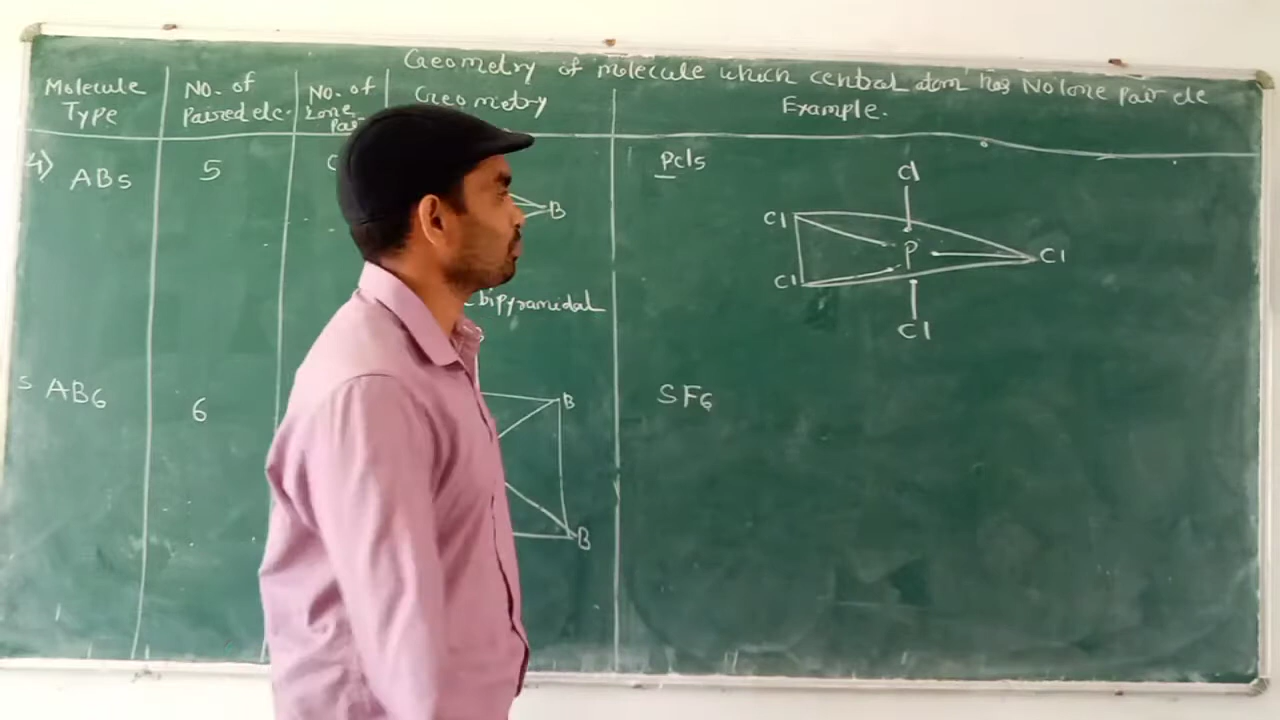 Geometry of molecule which central atom has No lone pair ele
Molecule Type
No. of Paired ele.
No. of Lone Pai
Geometry
Example.
4) AB5
5
B
bipyramidal
Pcl5
Cl
Cl
P
Cl
Cl
Cl
5 AB6
6
B
B
SF6